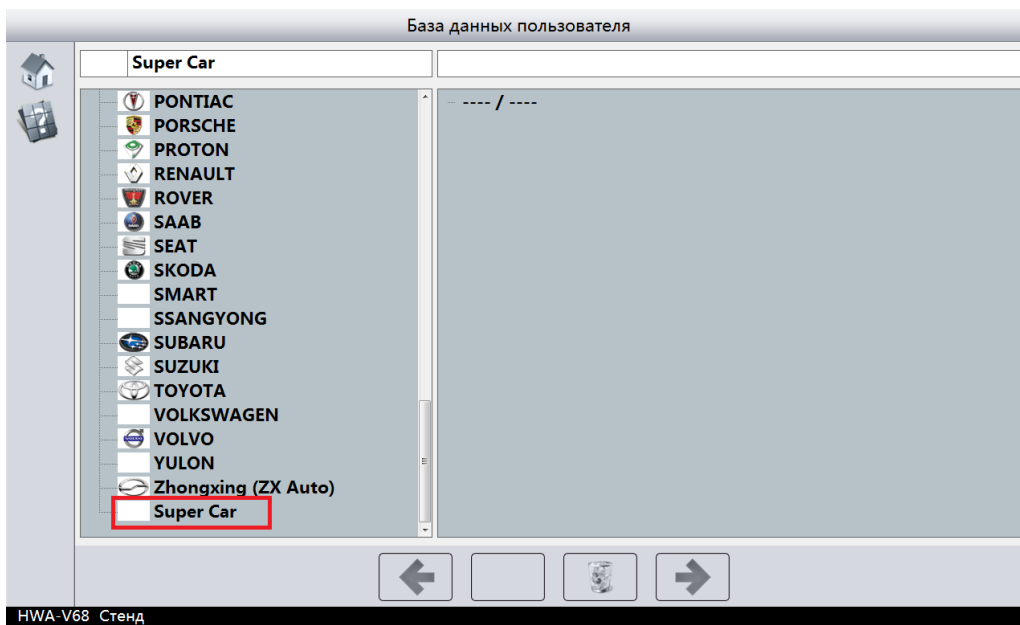 База данных пользователя
Super Car
PONTIAC
---- / ----
PORSCHE
PROTON
RENAULT
ROVER
SAAB
SEAT
SKODA
SMART
SSANGYONG
SUBARU
SUZUKI
TOYOTA
VOLKSWAGEN
VOLVO
YULON
Zhongxing (ZX Auto)
Super Car
HWA-V68 Стенд